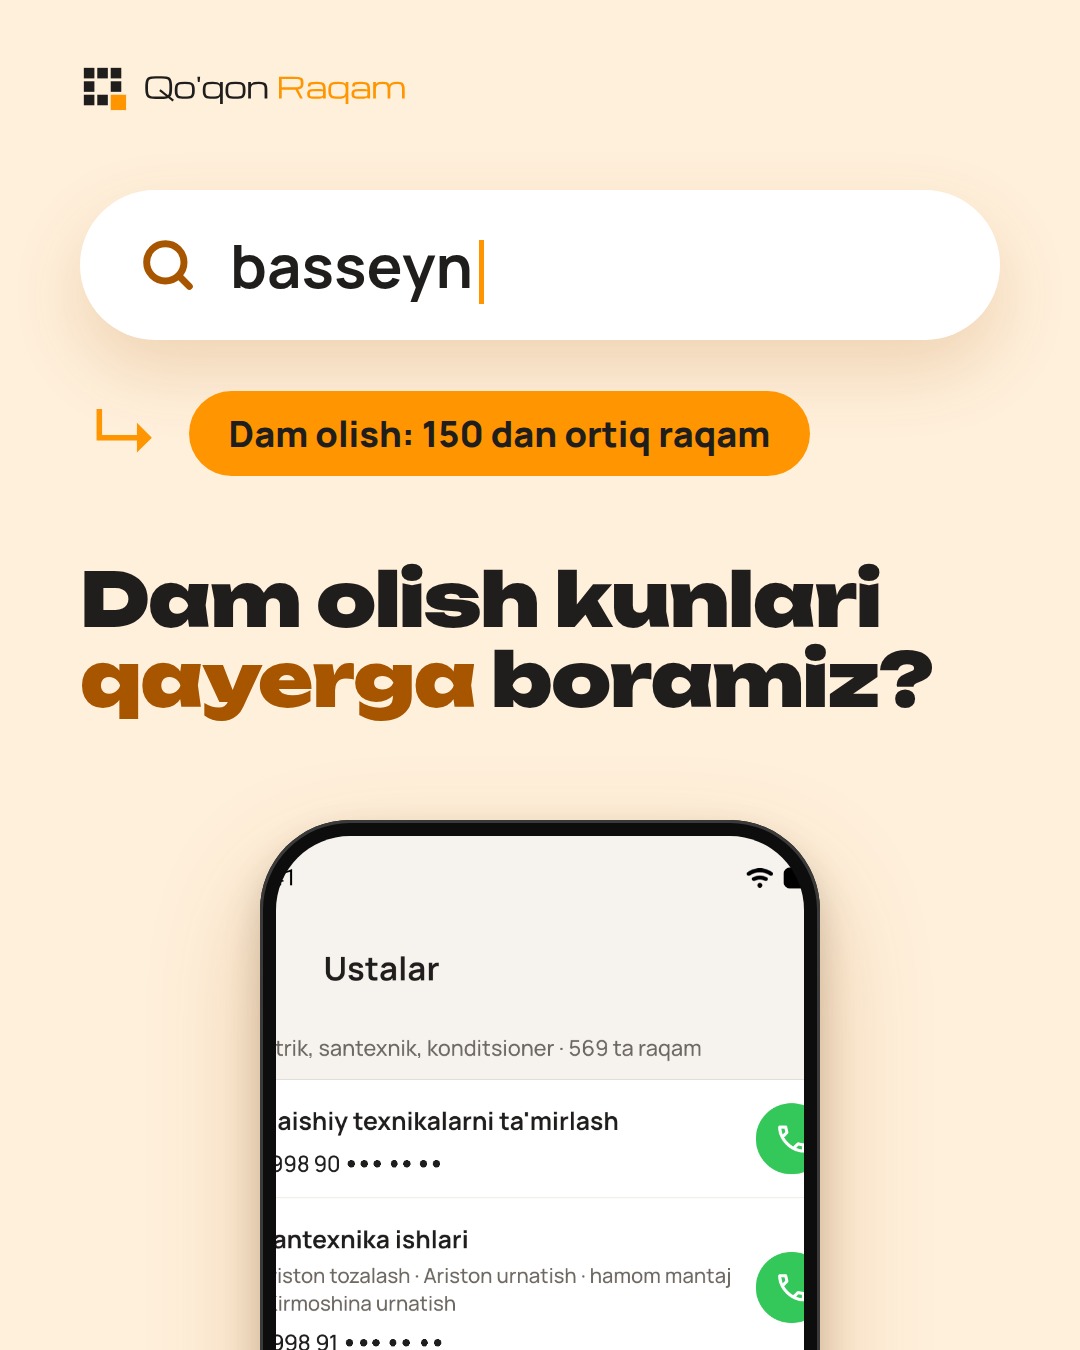 Qo'qon Raqam
basseyn
Dam olish: 150 dan ortiq raqam
Dam olish kunlari
qayerga boramiz?
Ustalar
trik, santexnik, konditsioner · 569 ta raqam
aishiy texnikalarni ta'mirlash
998 90 ••• •• ••
antexnika ishlari
iston tozalash · Ariston urnatish · hamom mantaj
kirmoshina urnatish
998 91 ••• •• ••